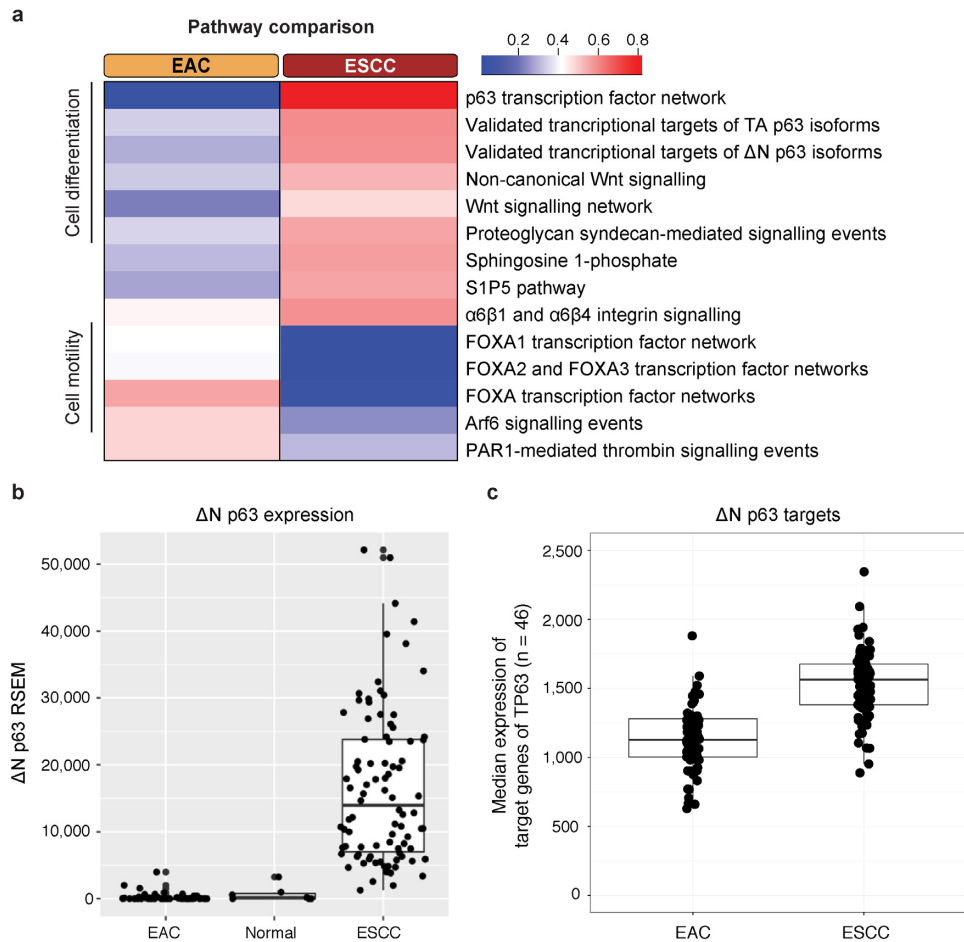 a
Pathway comparison
EAC
ESCC
0.2 0.4 0.6 0.8
Cell differentiation
Cell motility
p63 transcription factor network
Validated trancriptional targets of TA p63 isoforms
Validated trancriptional targets of ΔN p63 isoforms
Non-canonical Wnt signalling
Wnt signalling network
Proteoglycan syndecan-mediated signalling events
Sphingosine 1-phosphate
S1P5 pathway
α6β1 and α6β4 integrin signalling
FOXA1 transcription factor network
FOXA2 and FOXA3 transcription factor networks
FOXA transcription factor networks
Arf6 signalling events
PAR1-mediated thrombin signalling events
b
ΔN p63 expression
ΔN p63 RSEM
50,000
40,000
30,000
20,000
10,000
0
EAC Normal ESCC
c
ΔN p63 targets
Median expression of
target genes of TP63 (n = 46)
2,500
2,000
1,500
1,000
500
0
EAC ESCC